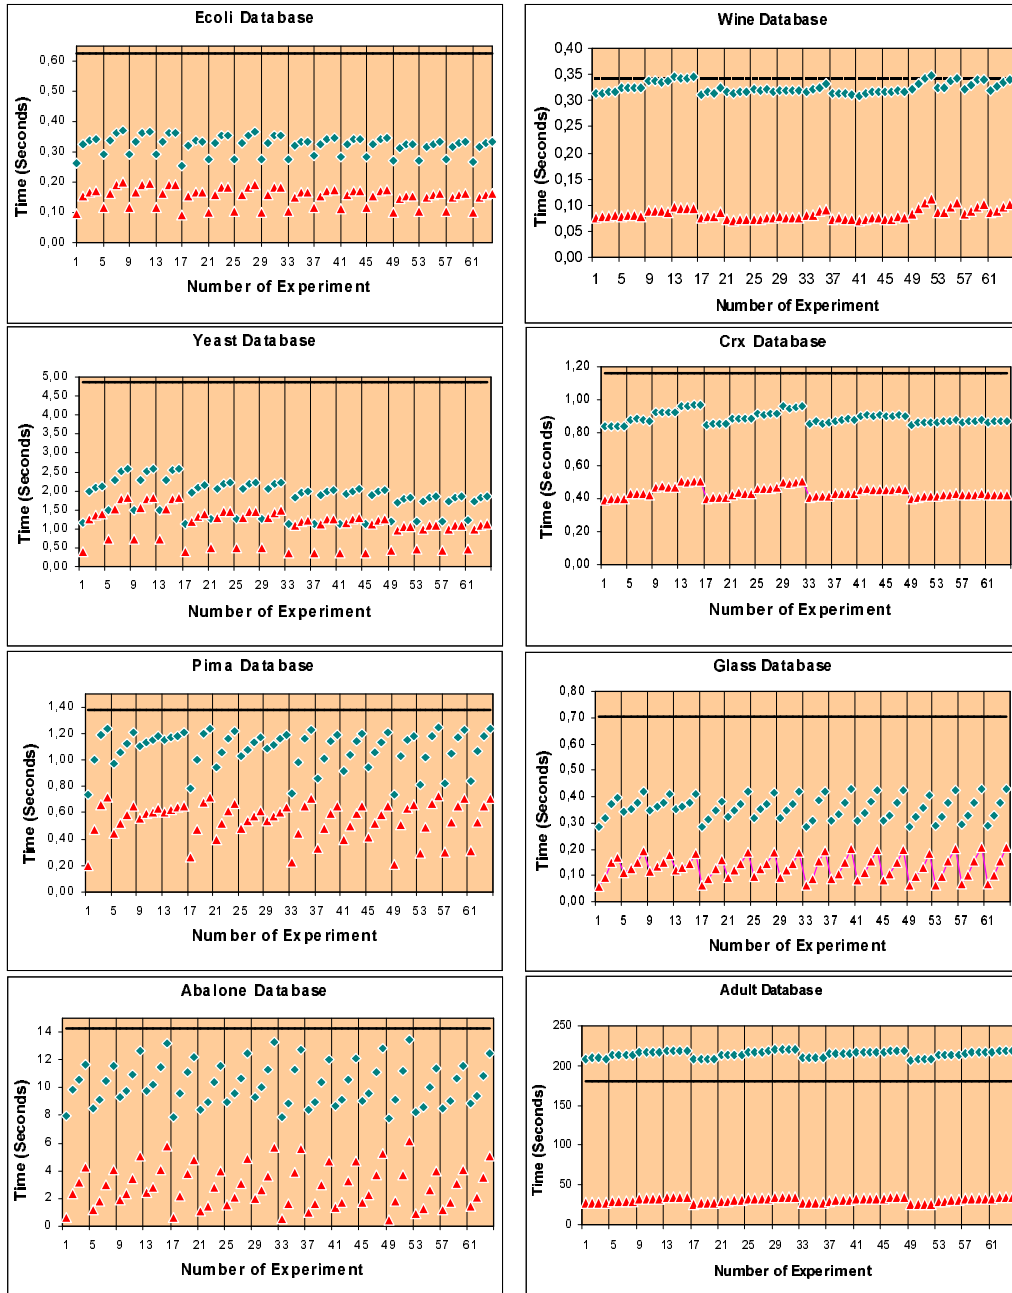 Ecoli Database
Time (Seconds)
0,60
0,50
0,40
0,30
0,20
0,10
0,00
1 5 9 13 17 21 25 29 33 37 41 45 49 53 57 61
Number of Experiment
Wine Database
Time (Seconds)
0,40
0,35
0,30
0,25
0,20
0,15
0,10
0,05
0,00
1 5 9 13 17 21 25 29 33 37 41 45 49 53 57 61
Number of Experiment
Yeast Database
Time (Seconds)
5,00
4,50
4,00
3,50
3,00
2,50
2,00
1,50
1,00
0,50
0,00
1 5 9 13 17 21 25 29 33 37 41 45 49 53 57 61
Number of Experiment
Crx Database
Time (Seconds)
1,20
1,00
0,80
0,60
0,40
0,20
0,00
1 5 9 13 17 21 25 29 33 37 41 45 49 53 57 61
Number of Experiment
Pima Database
Time (Seconds)
1,40
1,20
1,00
0,80
0,60
0,40
0,20
0,00
1 5 9 13 17 21 25 29 33 37 41 45 49 53 57 61
Number of Experiment
Glass Database
Time (Seconds)
0,80
0,70
0,60
0,50
0,40
0,30
0,20
0,10
0,00
1 5 9 13 17 21 25 29 33 37 41 45 49 53 57 61
Number of Experiment
Abalone Database
Time (Seconds)
14
12
10
8
6
4
2
0
1 5 9 13 17 21 25 29 33 37 41 45 49 53 57 61
Number of Experiment
Adult Database
Time (Seconds)
250
200
150
100
50
0
1 5 9 13 17 21 25 29 33 37 41 45 49 53 57 61
Number of Experiment